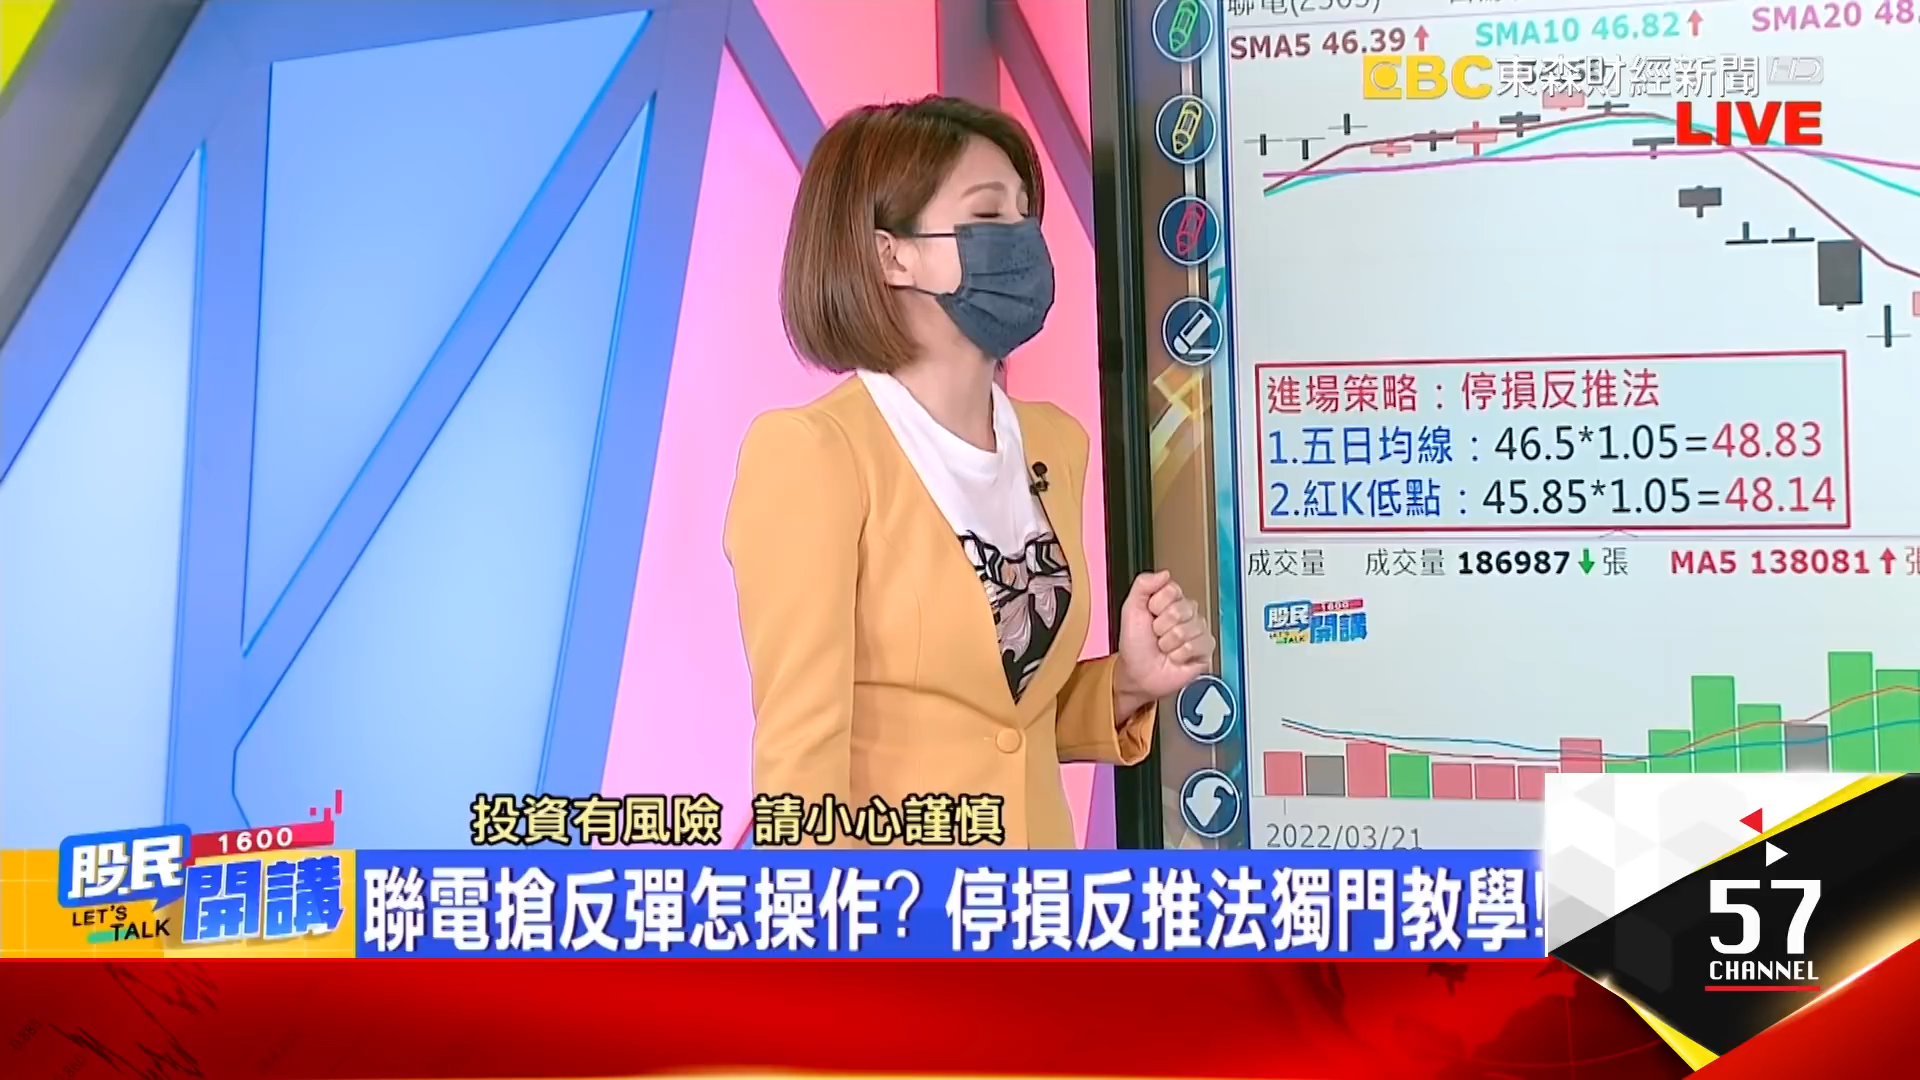 SMA5 46.39↑ SMA10 46.82↑ SMA20 48.
EBC東森財經新聞 HD
LIVE
進場策略：停損反推法
1.五日均線：46.5*1.05=48.83
2.紅K低點：45.85*1.05=48.14
成交量 成交量 186987↓張 MA5 138081↑
股民 1600
LET'S TALK 開講
2022/03/21
投資有風險 請小心謹慎
股民 1600
LET'S TALK 開講
聯電搶反彈怎操作？停損反推法獨門教學!
57
CHANNEL